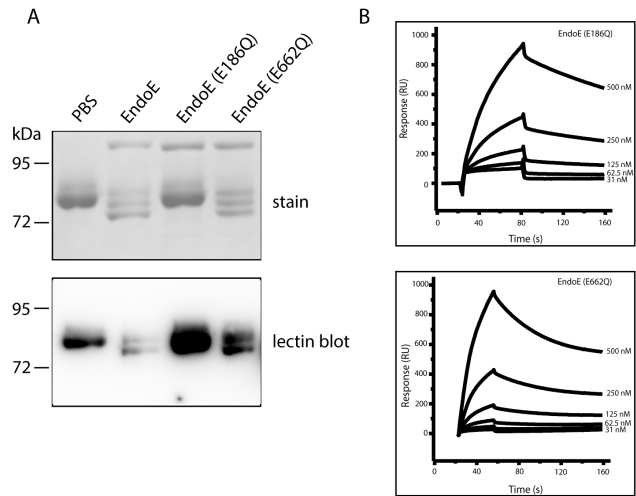 A
PBS
EndoE
EndoE (E186Q)
EndoE (E662Q)
kDa
95
72
stain
95
72
lectin blot
B
EndoE (E186Q)
Response (RU)
1000
800
600
400
200
0
500 nM
250 nM
125 nM
62.5 nM
31 nM
0 40 80 120 160
Time (s)
EndoE (E662Q)
Response (RU)
1000
800
600
400
200
0
500 nM
250 nM
125 nM
62.5 nM
31 nM
0 40 80 120 160
Time (s)